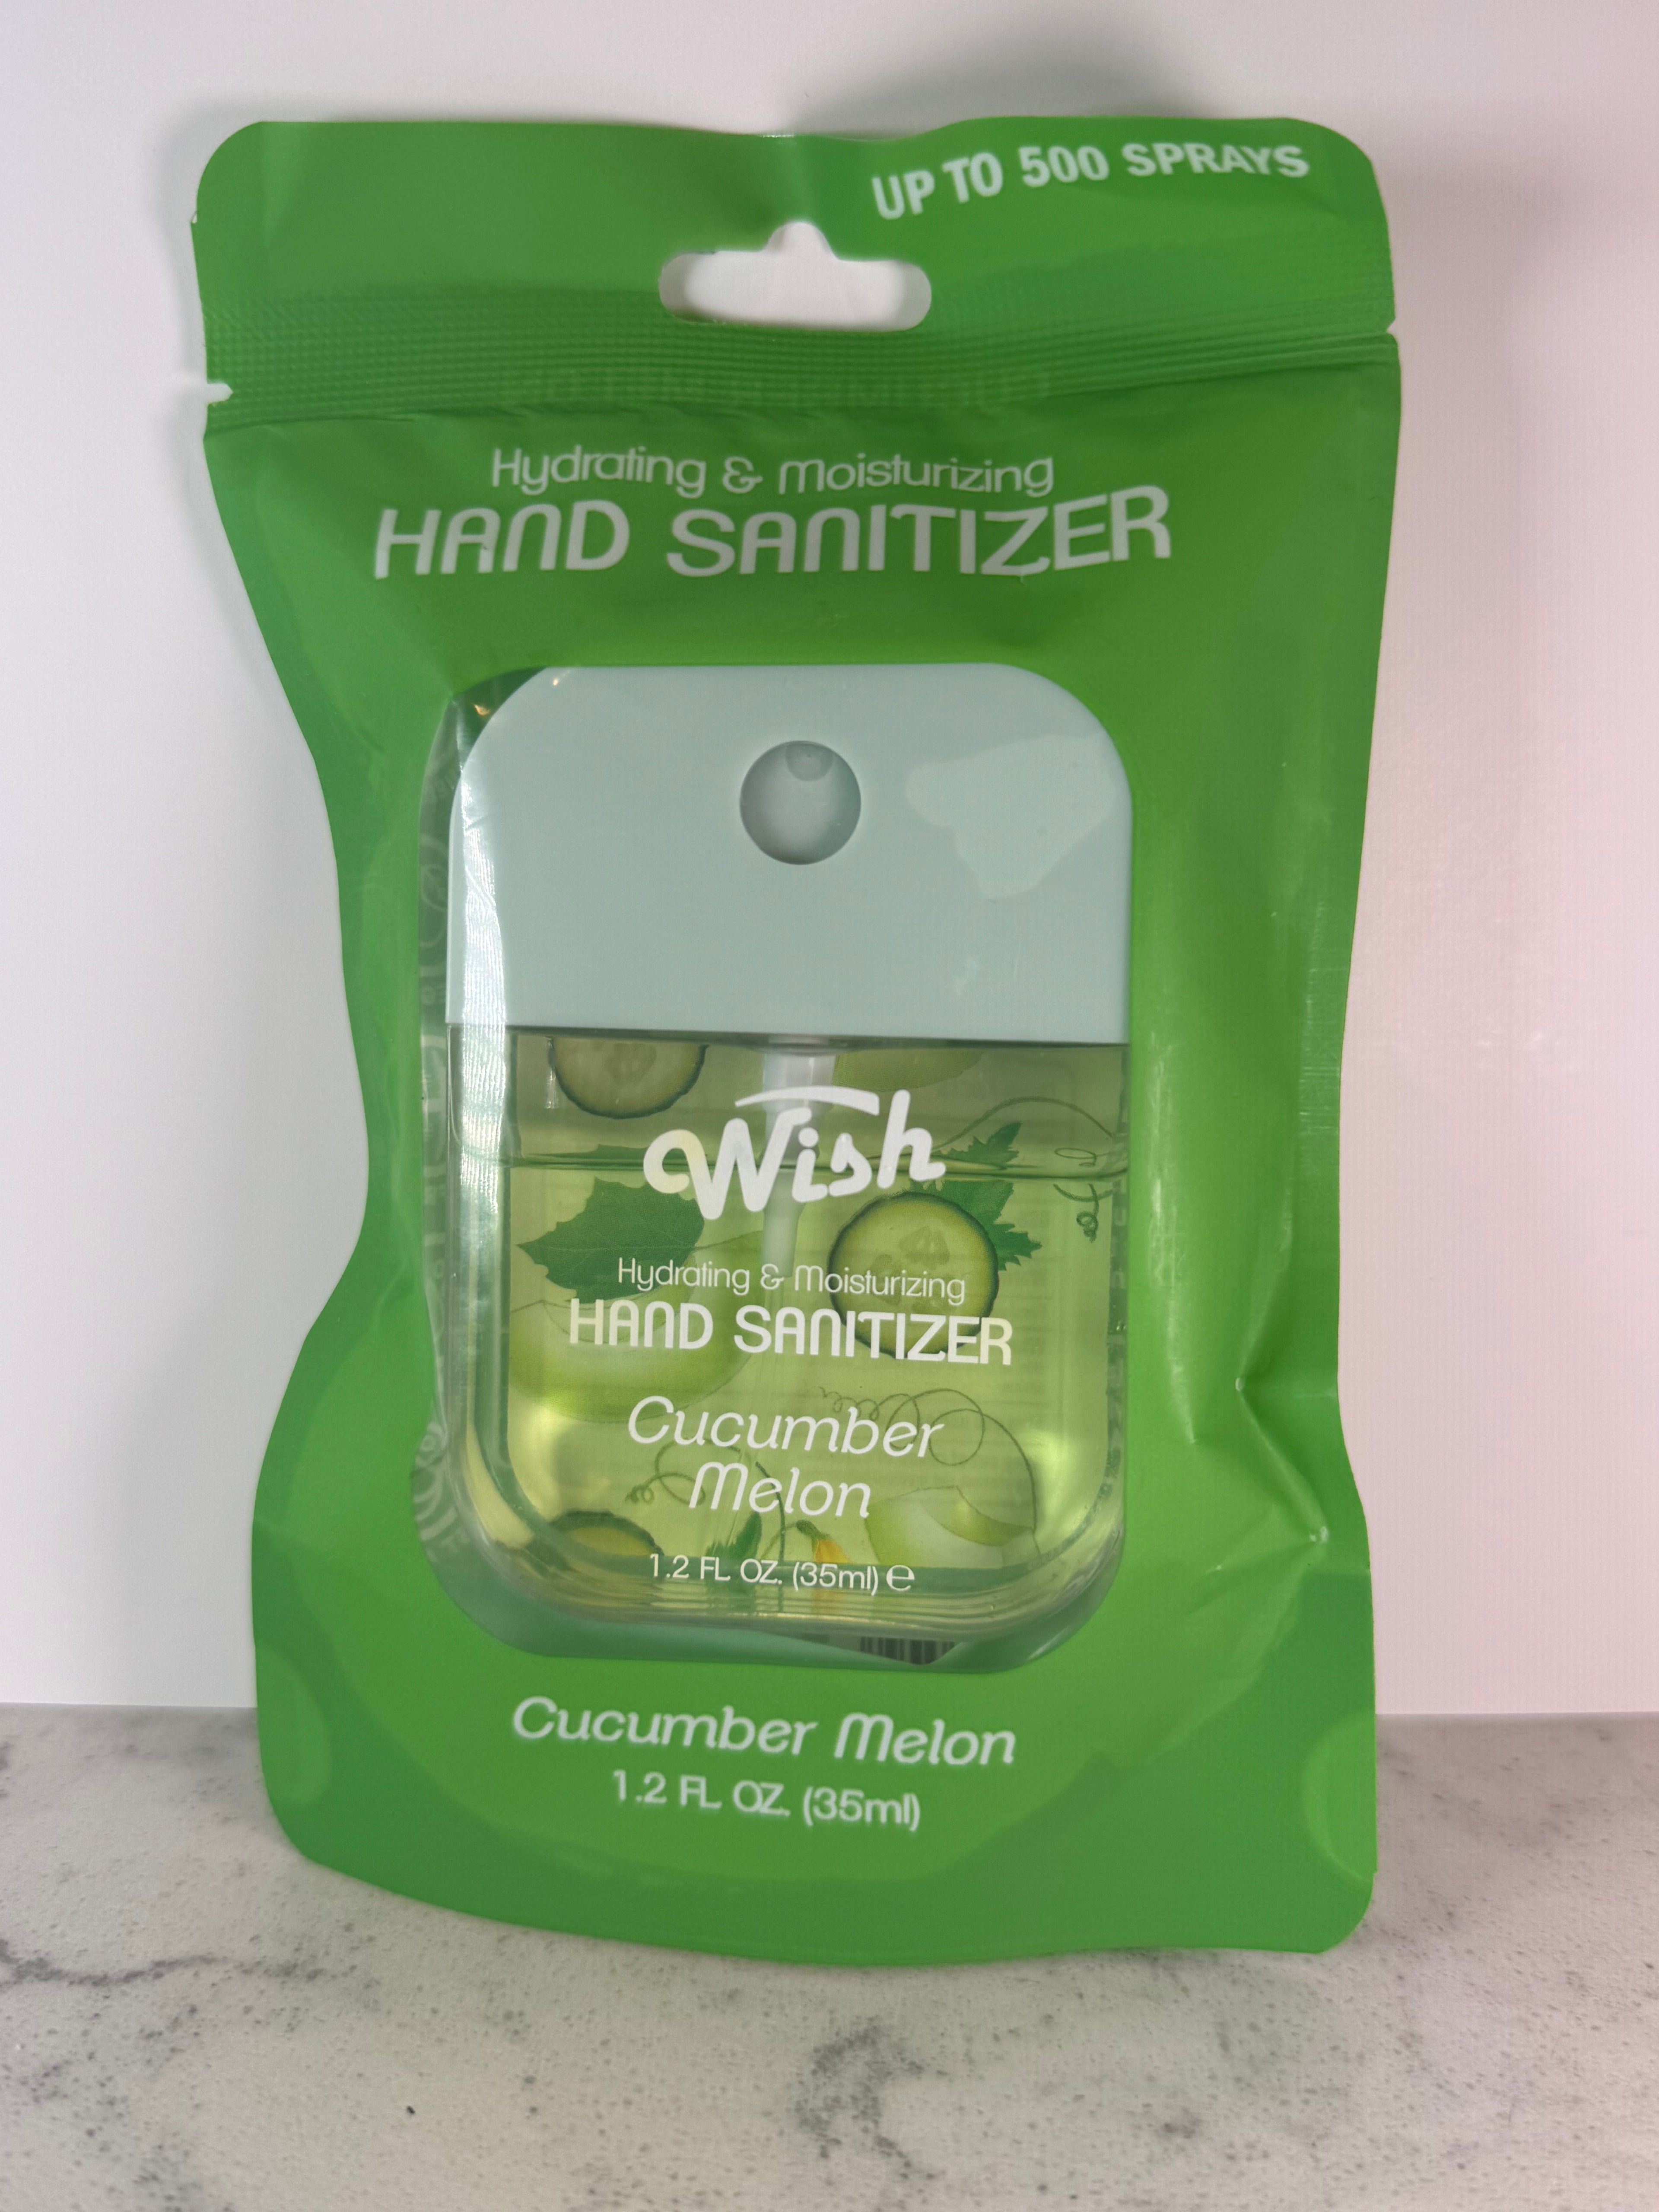 UP TO 500 SPRAYS
Hydrating & Moisturizing
HAND SANITIZER
Wish
Hydrating & Moisturizing
HAND SANITIZER
Cucumber
Melon
1.2 FL OZ. (35ml) ℮
Cucumber Melon
1.2 FL OZ. (35ml)